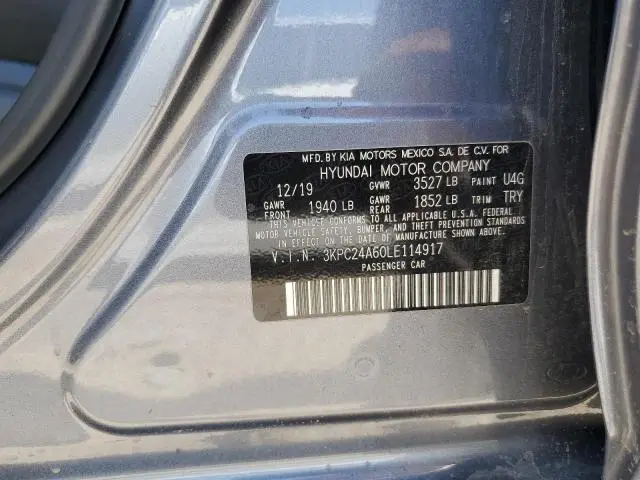 MFD. BY KIA MOTORS MEXICO S.A. DE C.V. FOR
HYUNDAI MOTOR COMPANY
12/19 GVWR 3527 LB PAINT U4G
GAWR FRONT 1940 LB GAWR REAR 1852 LB TRIM TRY
THIS VEHICLE CONFORMS TO ALL APPLICABLE U.S.A. FEDERAL
MOTOR VEHICLE SAFETY, BUMPER, AND THEFT PREVENTION STANDARDS
IN EFFECT ON THE DATE OF MANUFACTURE SHOWN ABOVE.
V.I.N. 3KPC24A60LE114917
PASSENGER CAR
KIA